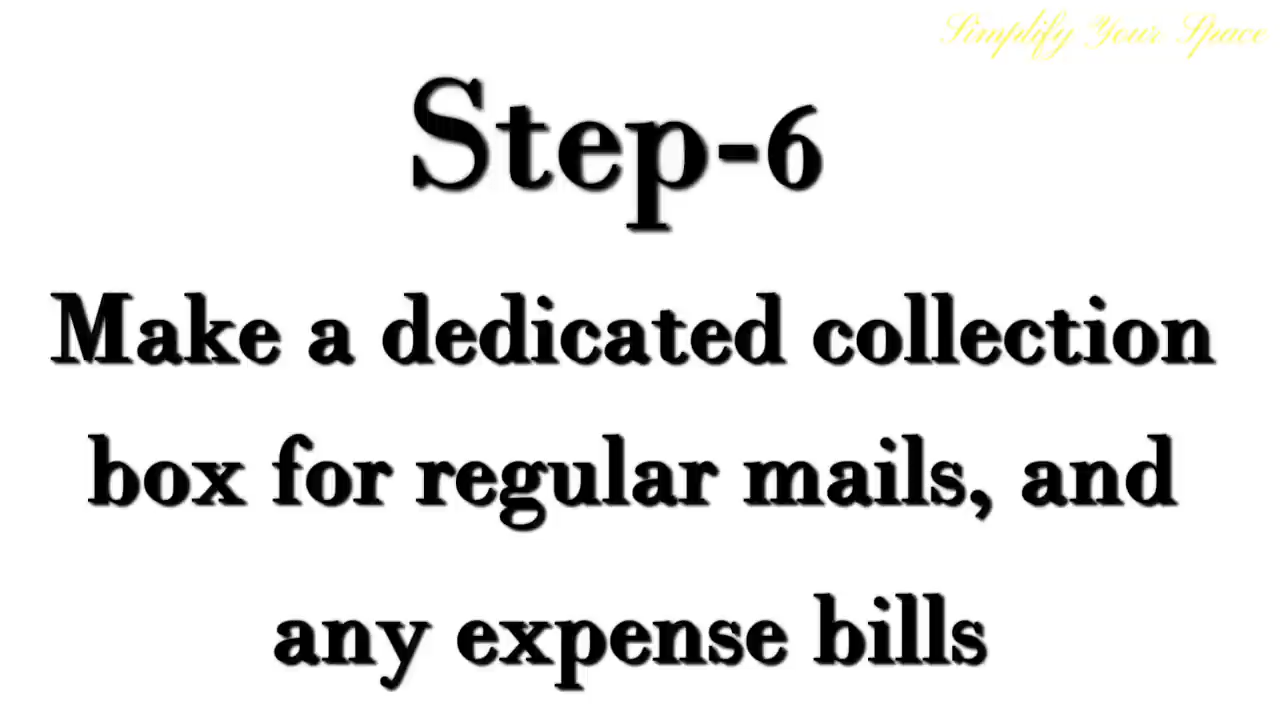 Simplify Your Space
Step-6
Make a dedicated collection
box for regular mails, and
any expense bills